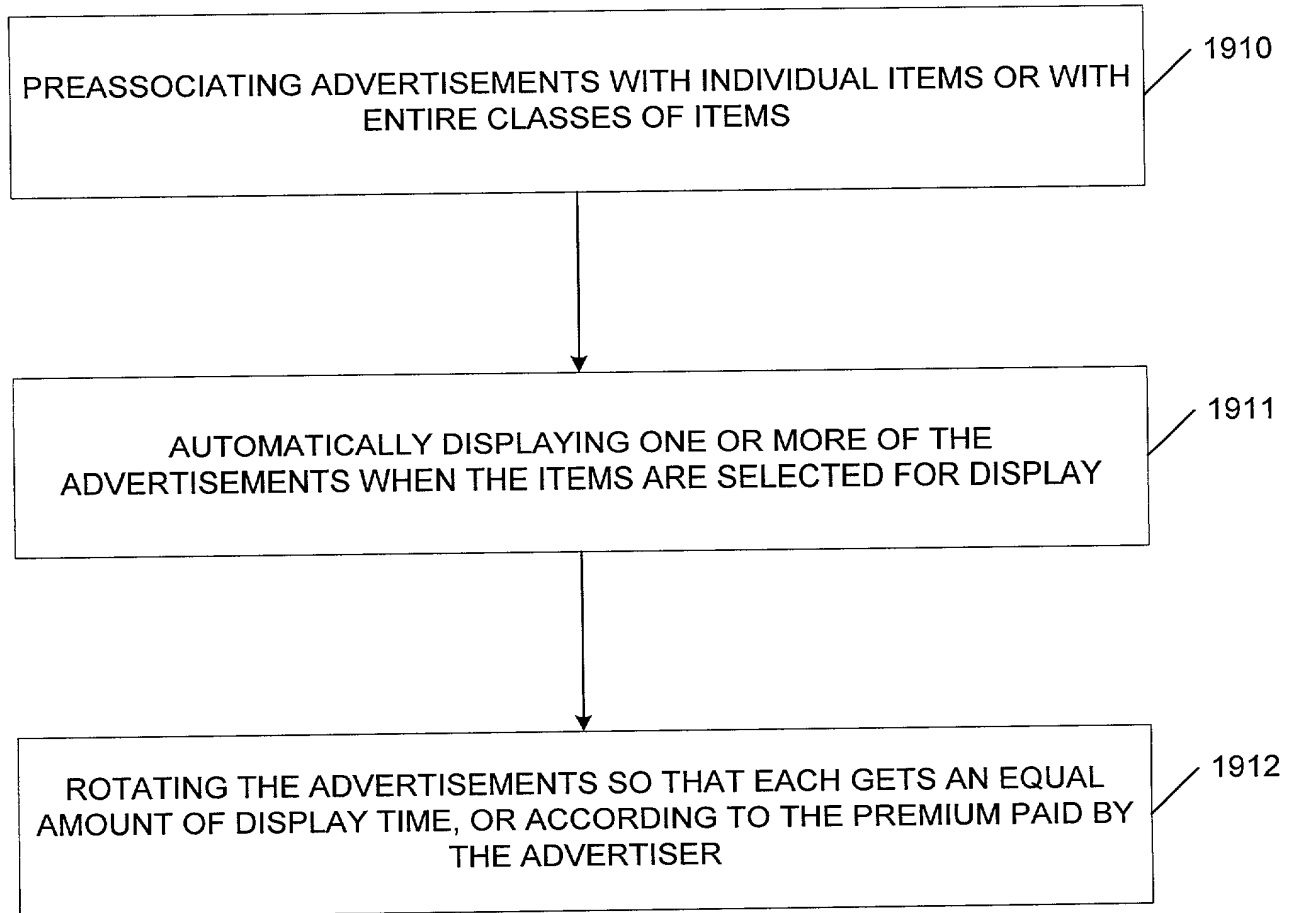 PREASSOCIATING ADVERTISEMENTS WITH INDIVIDUAL ITEMS OR WITH
ENTIRE CLASSES OF ITEMS
1910
AUTOMATICALLY DISPLAYING ONE OR MORE OF THE
ADVERTISEMENTS WHEN THE ITEMS ARE SELECTED FOR DISPLAY
1911
ROTATING THE ADVERTISEMENTS SO THAT EACH GETS AN EQUAL
AMOUNT OF DISPLAY TIME, OR ACCORDING TO THE PREMIUM PAID BY
THE ADVERTISER
1912